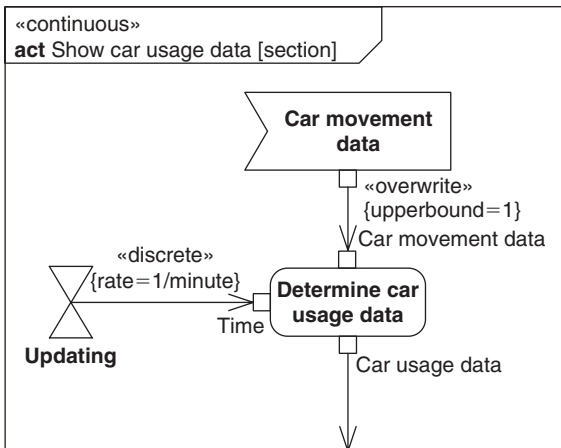 «continuous»
act Show car usage data [section]
Car movement
data
«overwrite»
{upperbound=1}
Car movement data
«discrete»
{rate=1/minute}
Determine car
usage data
Time
Updating
Car usage data